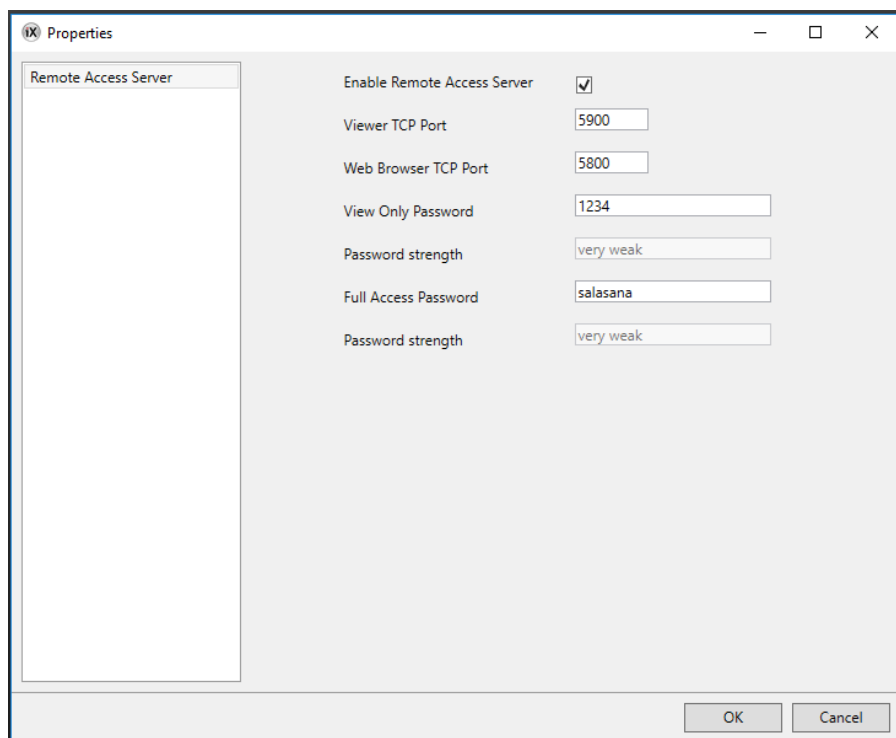 iX Properties
Remote Access Server
Enable Remote Access Server
Viewer TCP Port 5900
Web Browser TCP Port 5800
View Only Password 1234
Password strength very weak
Full Access Password salasana
Password strength very weak
OK Cancel